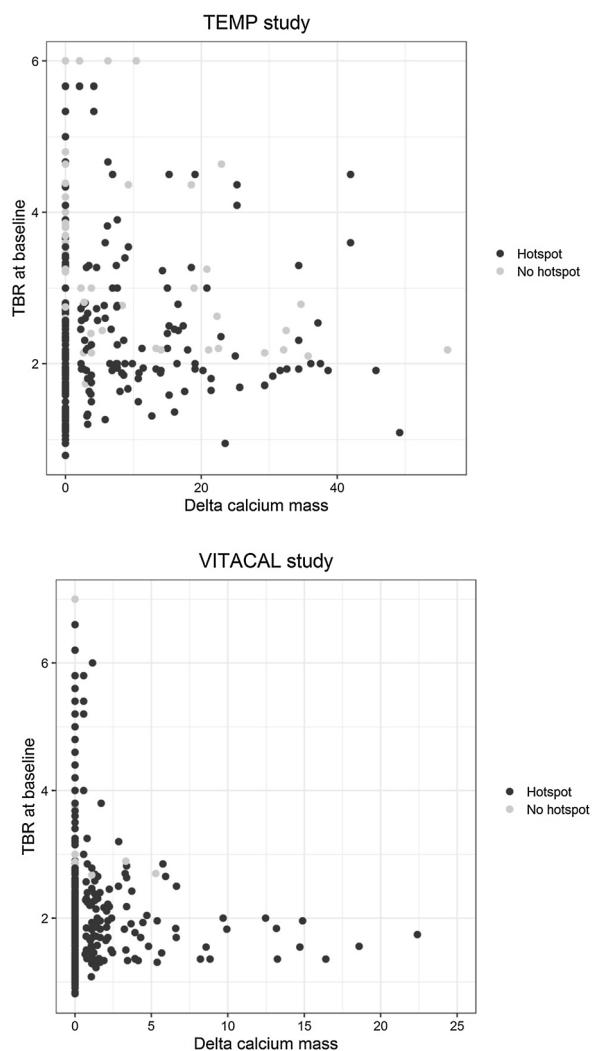 TEMP study
6
4
2
TBR at baseline
0
20
40
Delta calcium mass
Hotspot
No hotspot
VITACAL study
6
4
2
TBR at baseline
0
5
10
15
20
25
Delta calcium mass
Hotspot
No hotspot